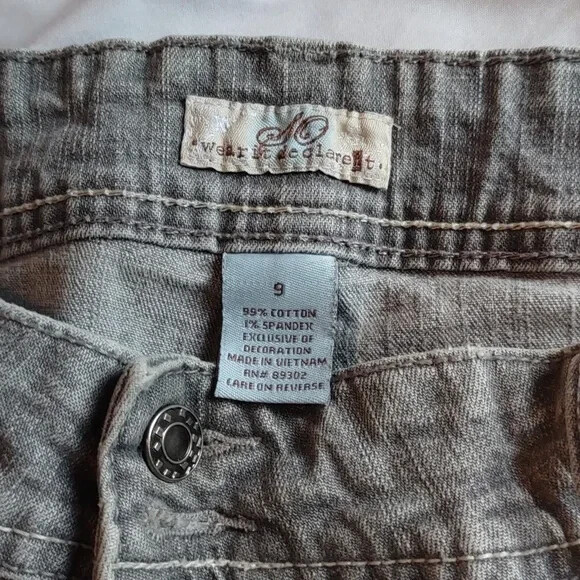 wear it declare it.
9
99% COTTON
1% SPANDEX
EXCLUSIVE OF
DECORATION
MADE IN VIETNAM
RN# 89302
CARE ON REVERSE